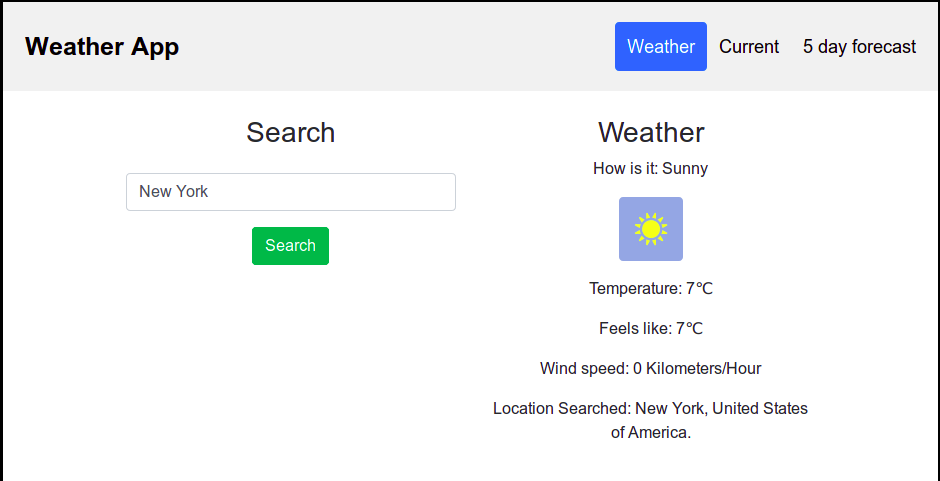 Weather App
Weather
Current
5 day forecast
Search
New York
Search
Weather
How is it: Sunny
Temperature: 7℃
Feels like: 7℃
Wind speed: 0 Kilometers/Hour
Location Searched: New York, United States
of America.